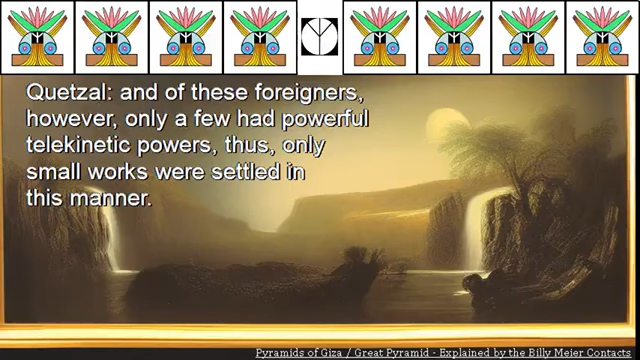 Quetzal: and of these foreigners,
however, only a few had powerful
telekinetic powers, thus, only
small works were settled in
this manner.
Pyramids of Giza / Great Pyramid - Explained by the Billy Meier Contacts